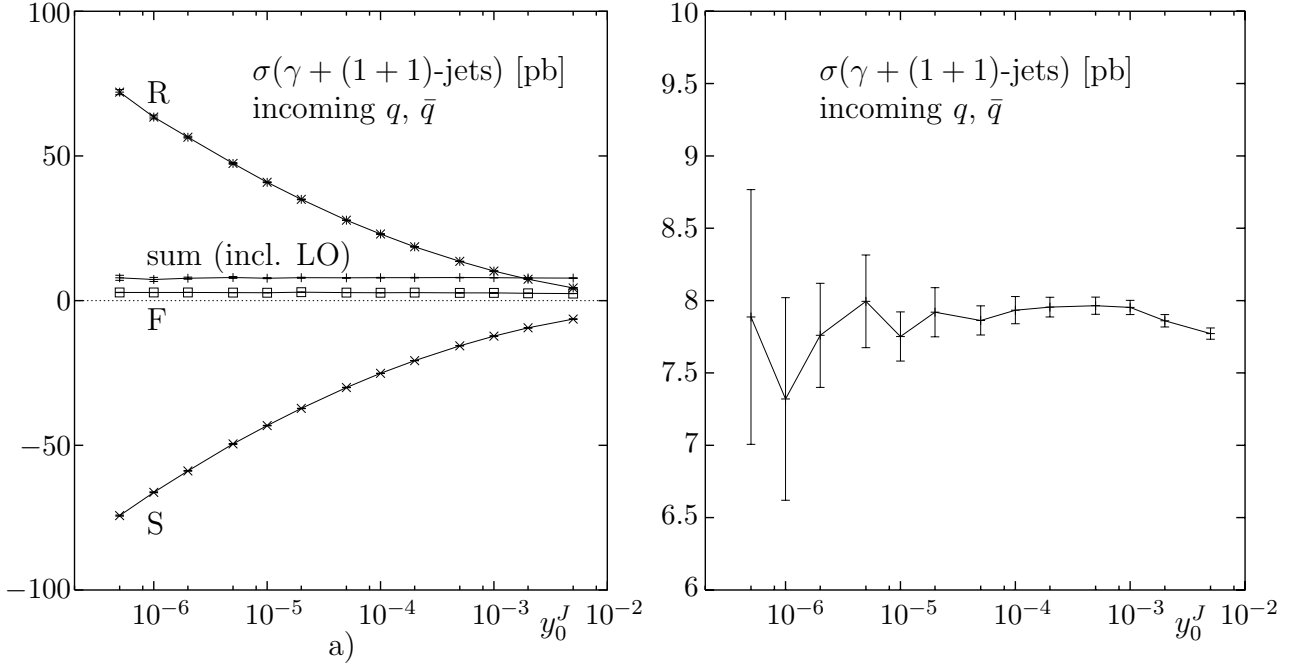 100
50
0
−50
−100
σ(γ + (1 + 1)-jets) [pb]
incoming q, q̄
R
sum (incl. LO)
F
S
10⁻⁶
10⁻⁵
10⁻⁴
10⁻³
y₀ᴶ
10⁻²
a)
10
9.5
9
8.5
8
7.5
7
6.5
6
σ(γ + (1 + 1)-jets) [pb]
incoming q, q̄
10⁻⁶
10⁻⁵
10⁻⁴
10⁻³
y₀ᴶ
10⁻²